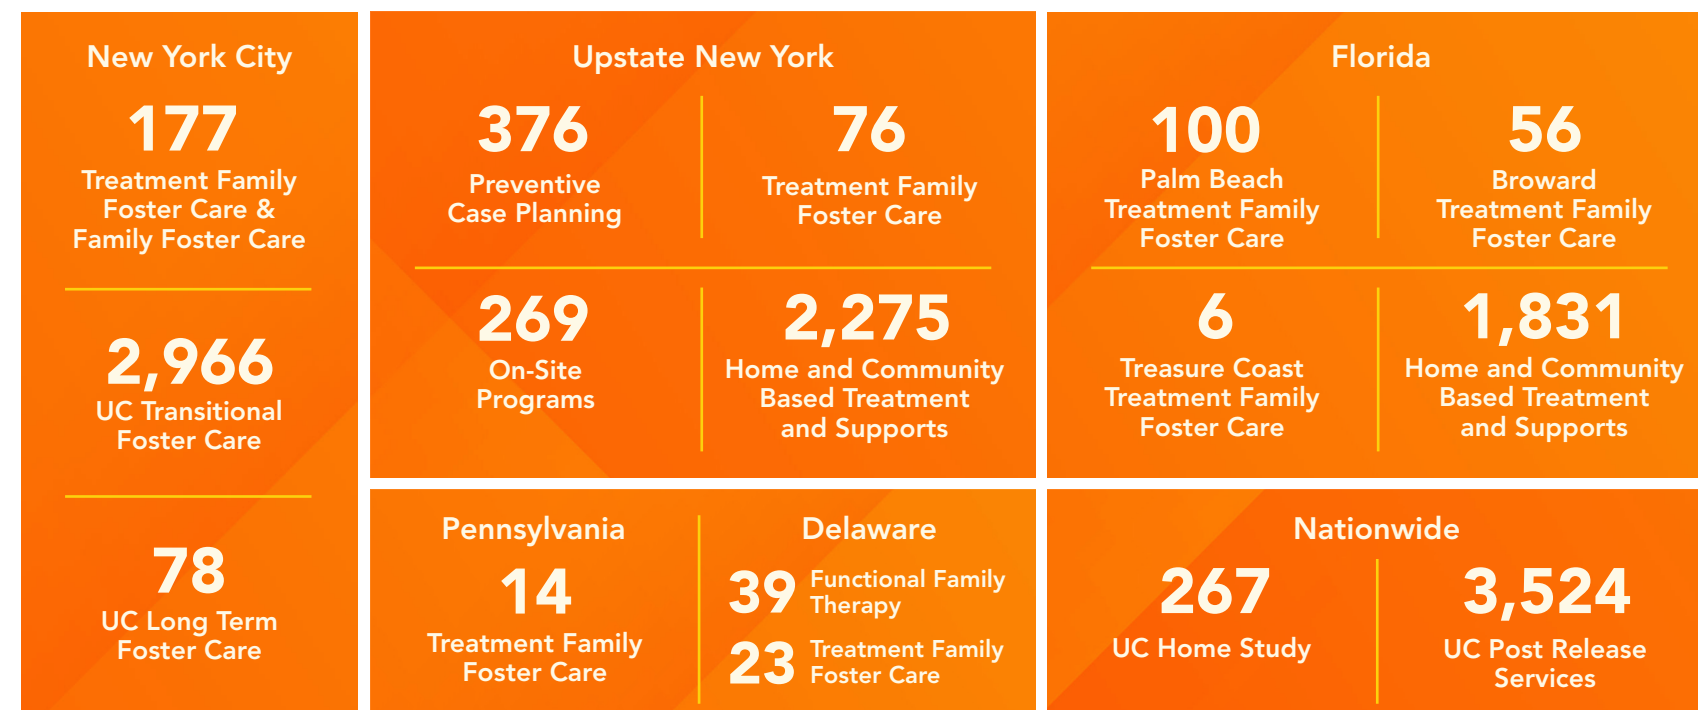 New York City
177
Treatment Family
Foster Care &
Family Foster Care
2,966
UC Transitional
Foster Care
78
UC Long Term
Foster Care
Upstate New York
376
Preventive
Case Planning
76
Treatment Family
Foster Care
269
On-Site
Programs
2,275
Home and Community
Based Treatment
and Supports
Florida
100
Palm Beach
Treatment Family
Foster Care
56
Broward
Treatment Family
Foster Care
6
Treasure Coast
Treatment Family
Foster Care
1,831
Home and Community
Based Treatment
and Supports
Pennsylvania
14
Treatment Family
Foster Care
Delaware
39 Functional Family
Therapy
23 Treatment Family
Foster Care
Nationwide
267
UC Home Study
3,524
UC Post Release
Services